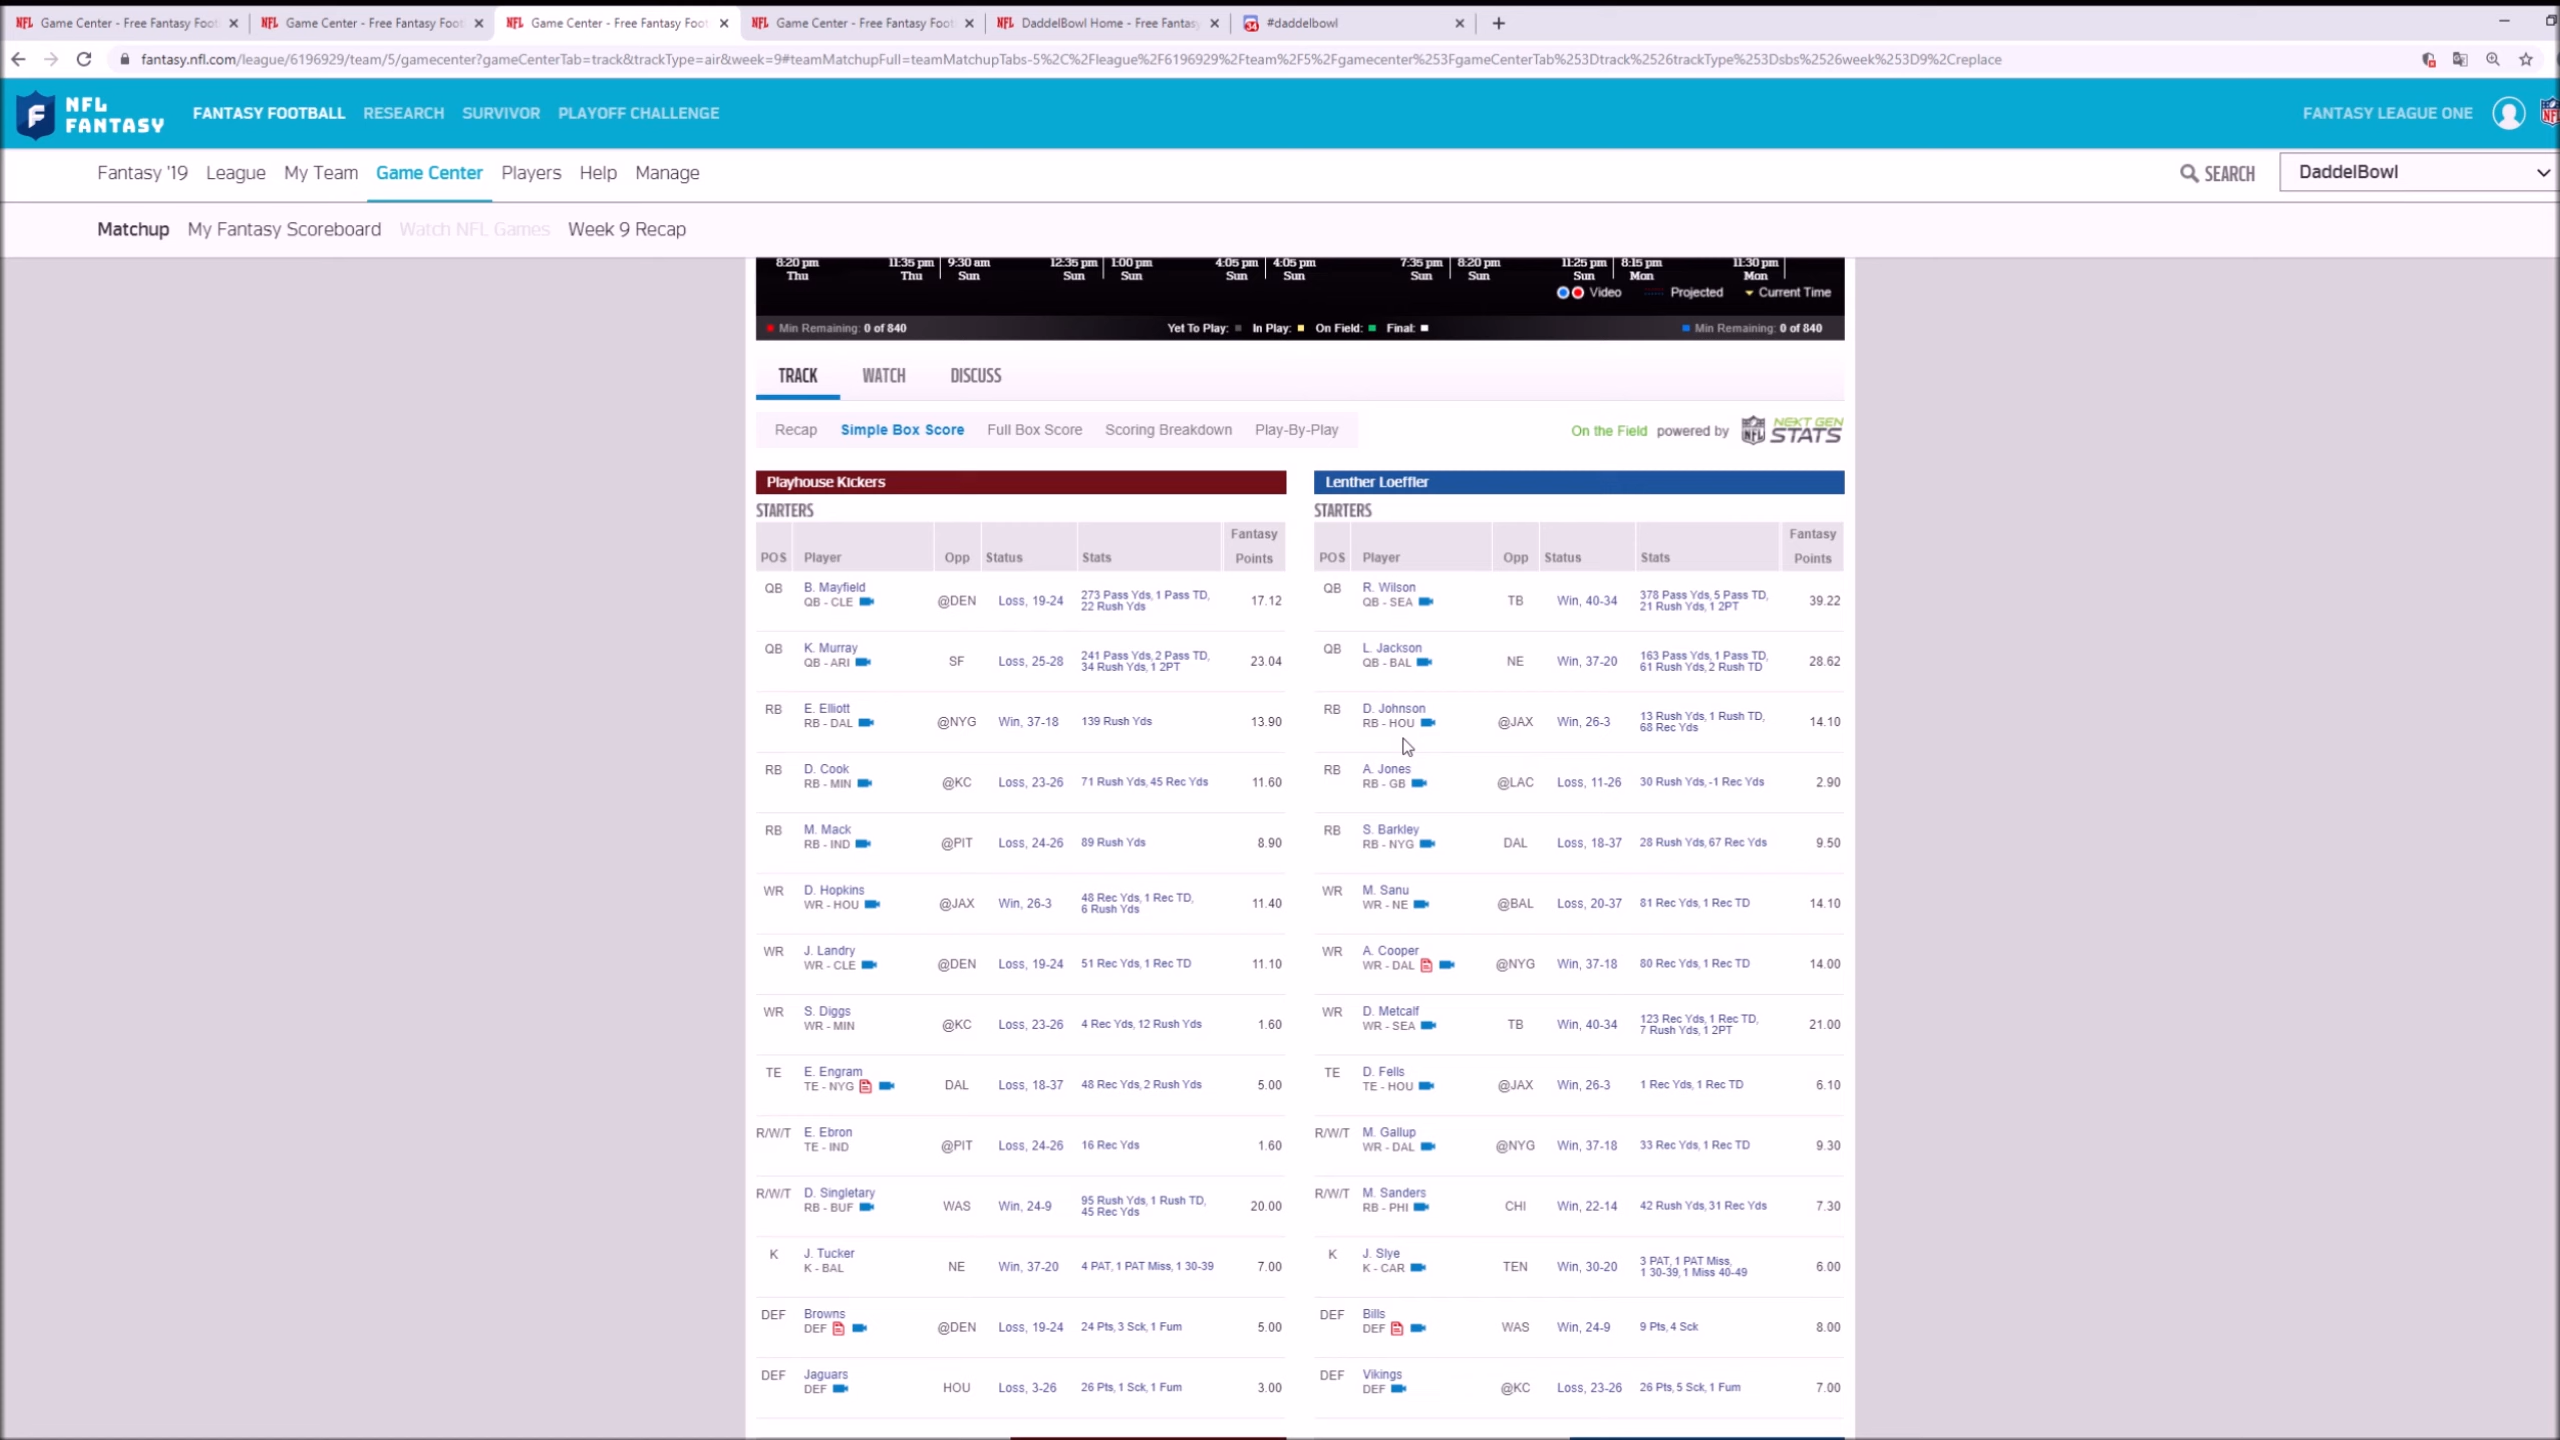 Game Center - Free Fantasy Foot
Game Center - Free Fantasy Foot
Game Center - Free Fantasy Foot
Game Center - Free Fantasy Foot
DaddelBowl Home - Free Fantasy
#daddelbowl
fantasy.nfl.com/league/6196929/team/5/gamecenter?gameCenterTab=track&trackType=air&week=9#teamMatchupFull=teamMatchupTabs-5%2C%2Fleague%2F6196929%2Fteam%2F5%2Fgamecenter%253FgameCenterTab%253Dtrack%2526trackType%253Dsbs%2526week%253D9%2Creplace
NFL FANTASY
FANTASY FOOTBALL RESEARCH SURVIVOR PLAYOFF CHALLENGE
FANTASY LEAGUE ONE
Fantasy '19 League My Team Game Center Players Help Manage
SEARCH
DaddelBowl
Matchup My Fantasy Scoreboard Watch NFL Games Week 9 Recap
8:20 pm 11:35 pm 9:30 am 12:35 pm 1:00 pm 4:05 pm 4:05 pm 7:35 pm 8:20 pm 11:25 pm 8:15 pm 11:30 pm
Thu Thu Sun Sun Sun Sun Sun Sun Sun Sun Mon Mon
Video Projected Current Time
Min Remaining: 0 of 840 Yet To Play: In Play: On Field: Final: Min Remaining: 0 of 840
TRACK WATCH DISCUSS
Recap Simple Box Score Full Box Score Scoring Breakdown Play-By-Play
On the Field powered by NFL NEXT GEN STATS
Playhouse Kickers
STARTERS
POS Player Opp Status Stats Fantasy Points
QB B. Mayfield QB - CLE @DEN Loss, 19-24 273 Pass Yds, 1 Pass TD, 22 Rush Yds 17.12
QB K. Murray QB - ARI SF Loss, 25-28 241 Pass Yds, 2 Pass TD, 34 Rush Yds, 1 2PT 23.04
RB E. Elliott RB - DAL @NYG Win, 37-18 139 Rush Yds 13.90
RB D. Cook RB - MIN @KC Loss, 23-26 71 Rush Yds, 45 Rec Yds 11.60
RB M. Mack RB - IND @PIT Loss, 24-26 89 Rush Yds 8.90
WR D. Hopkins WR - HOU @JAX Win, 26-3 48 Rec Yds, 1 Rec TD, 6 Rush Yds 11.40
WR J. Landry WR - CLE @DEN Loss, 19-24 51 Rec Yds, 1 Rec TD 11.10
WR S. Diggs WR - MIN @KC Loss, 23-26 4 Rec Yds, 12 Rush Yds 1.60
TE E. Engram TE - NYG DAL Loss, 18-37 48 Rec Yds, 2 Rush Yds 5.00
R/W/T E. Ebron TE - IND @PIT Loss, 24-26 16 Rec Yds 1.60
R/W/T D. Singletary RB - BUF WAS Win, 24-9 95 Rush Yds, 1 Rush TD, 45 Rec Yds 20.00
K J. Tucker K - BAL NE Win, 37-20 4 PAT, 1 PAT Miss, 1 30-39 7.00
DEF Browns DEF @DEN Loss, 19-24 24 Pts, 3 Sck, 1 Fum 5.00
DEF Jaguars DEF HOU Loss, 3-26 26 Pts, 1 Sck, 1 Fum 3.00
Lenther Loeffler
STARTERS
POS Player Opp Status Stats Fantasy Points
QB R. Wilson QB - SEA TB Win, 40-34 378 Pass Yds, 5 Pass TD, 21 Rush Yds, 1 2PT 39.22
QB L. Jackson QB - BAL NE Win, 37-20 163 Pass Yds, 1 Pass TD, 61 Rush Yds, 2 Rush TD 28.62
RB D. Johnson RB - HOU @JAX Win, 26-3 13 Rush Yds, 1 Rush TD, 68 Rec Yds 14.10
RB A. Jones RB - GB @LAC Loss, 11-26 30 Rush Yds, -1 Rec Yds 2.90
RB S. Barkley RB - NYG DAL Loss, 18-37 28 Rush Yds, 67 Rec Yds 9.50
WR M. Sanu WR - NE @BAL Loss, 20-37 81 Rec Yds, 1 Rec TD 14.10
WR A. Cooper WR - DAL @NYG Win, 37-18 80 Rec Yds, 1 Rec TD 14.00
WR D. Metcalf WR - SEA TB Win, 40-34 123 Rec Yds, 1 Rec TD, 7 Rush Yds, 1 2PT 21.00
TE D. Fells TE - HOU @JAX Win, 26-3 1 Rec Yds, 1 Rec TD 6.10
R/W/T M. Gallup WR - DAL @NYG Win, 37-18 33 Rec Yds, 1 Rec TD 9.30
R/W/T M. Sanders RB - PHI CHI Win, 22-14 42 Rush Yds, 31 Rec Yds 7.30
K J. Slye K - CAR TEN Win, 30-20 3 PAT, 1 PAT Miss, 1 30-39, 1 Miss 40-49 6.00
DEF Bills DEF WAS Win, 24-9 9 Pts, 4 Sck 8.00
DEF Vikings DEF @KC Loss, 23-26 26 Pts, 5 Sck, 1 Fum 7.00